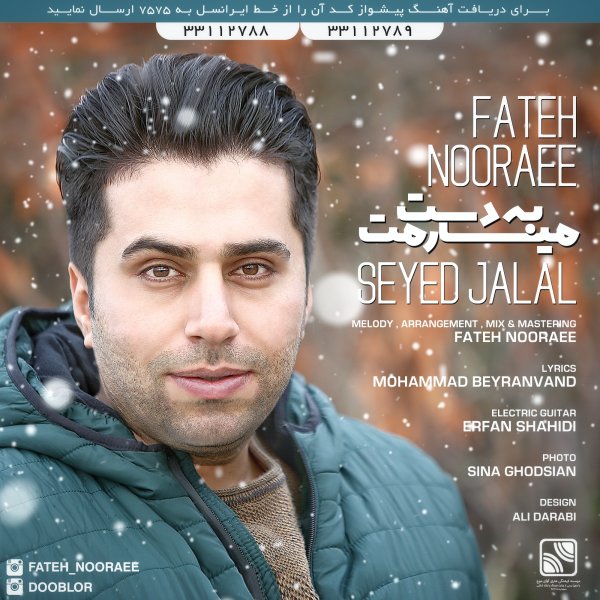 برای دریافت آهنگ پیشواز کد آن را از خط ایرانسل به ۷۵۷۵ ارسال نمایید
۳۳۱۱۲۷۸۸
۳۳۱۱۲۷۸۹
FATEH
NOORAEE
به دست
میسپارمت
SEYED JALAL
MELODY , ARRANGEMENT , MIX & MASTERING
FATEH NOORAEE
LYRICS
MOHAMMAD BEYRANVAND
ELECTRIC GUITAR
ERFAN SHAHIDI
PHOTO
SINA GHODSIAN
DESIGN
ALI DARABI
FATEH_NOORAEE
DOOBLOR